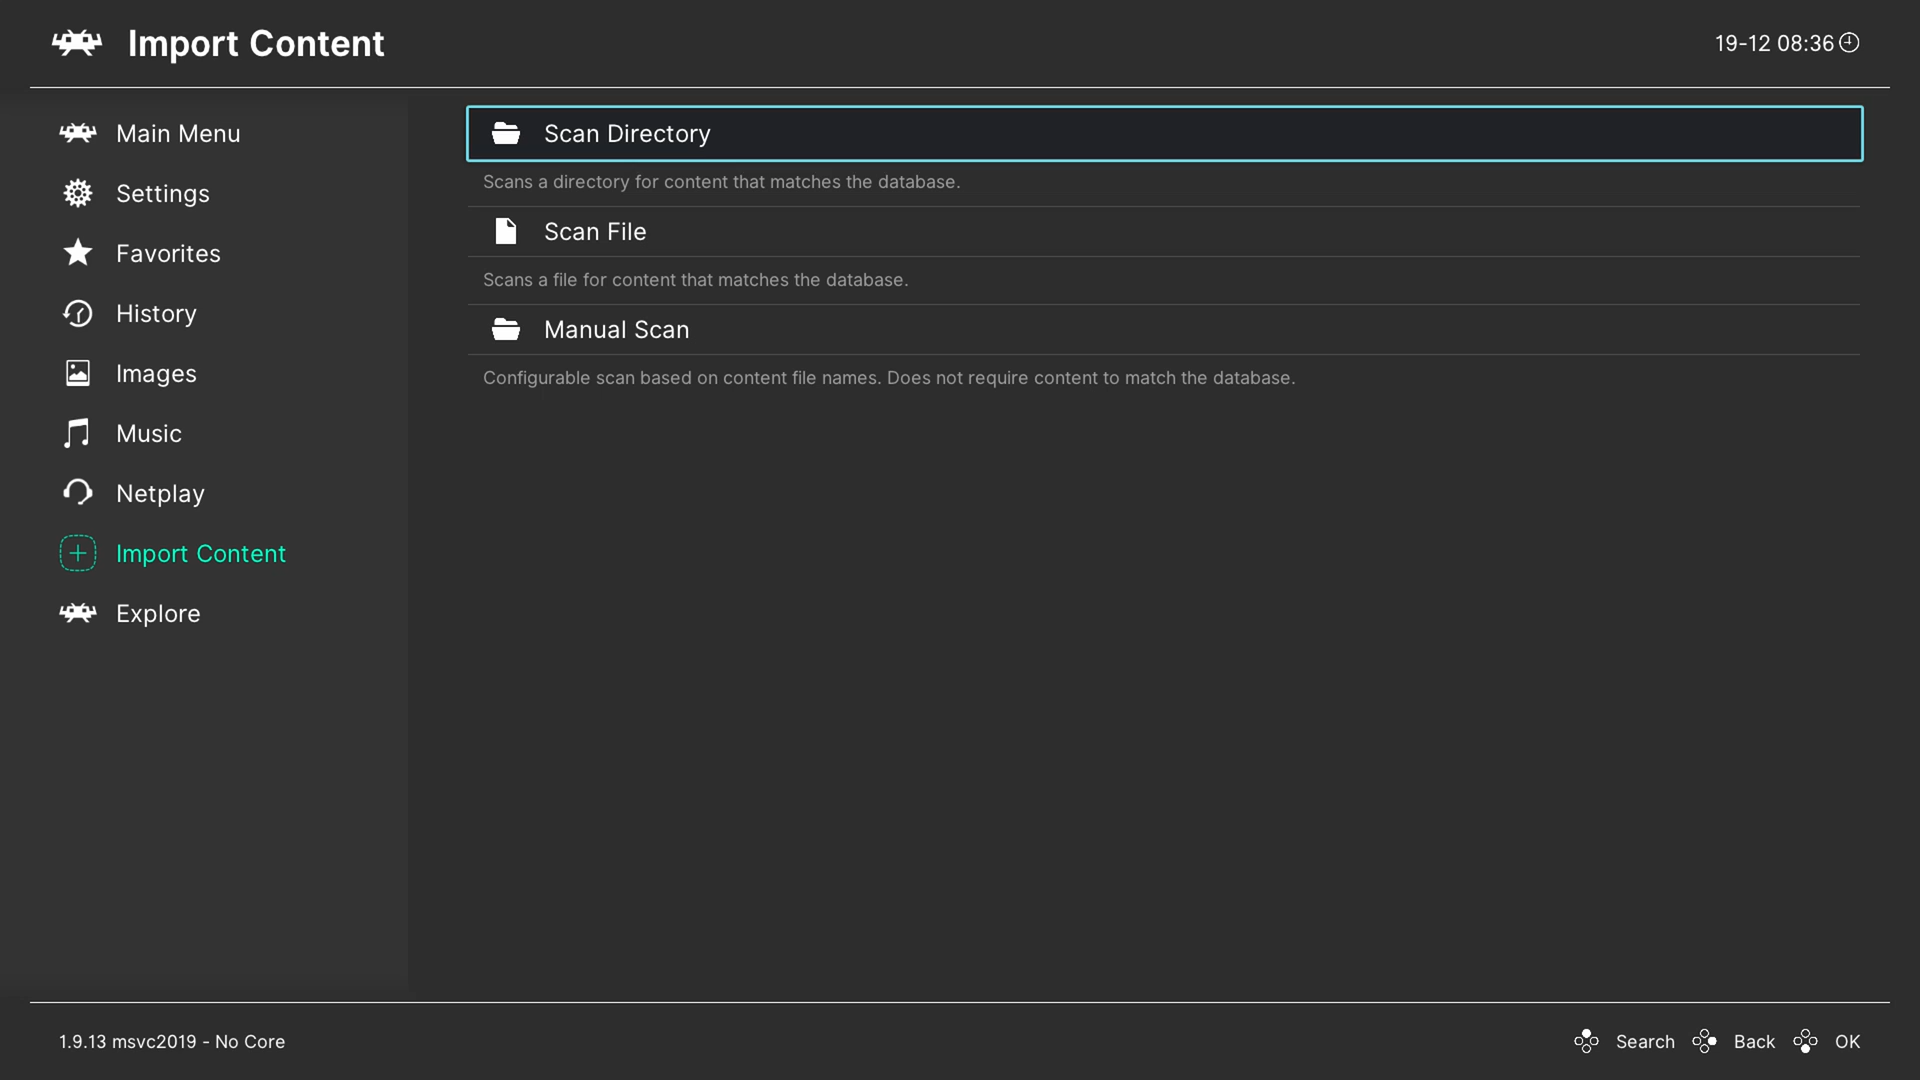 Import Content
19-12 08:36
Main Menu
Settings
Favorites
History
Images
Music
Netplay
Import Content
Explore
Scan Directory
Scans a directory for content that matches the database.
Scan File
Scans a file for content that matches the database.
Manual Scan
Configurable scan based on content file names. Does not require content to match the database.
1.9.13 msvc2019 - No Core
Search Back OK